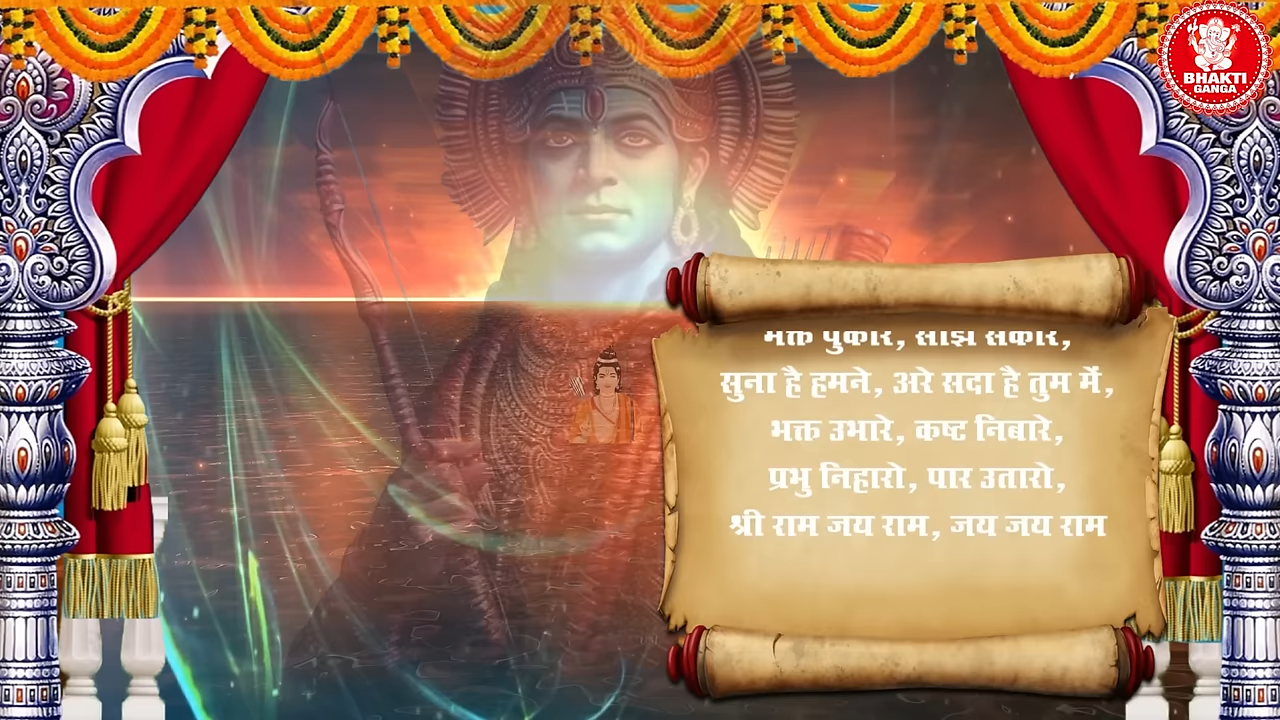 BHAKTI
GANGA
भक्त पुकारे, सांझ सकारे,
सुना है हमने, अरे सदा है तुम में,
भक्त उभारे, कष्ट निबारे,
प्रभु निहारो, पार उतारो,
श्री राम जय राम, जय जय राम